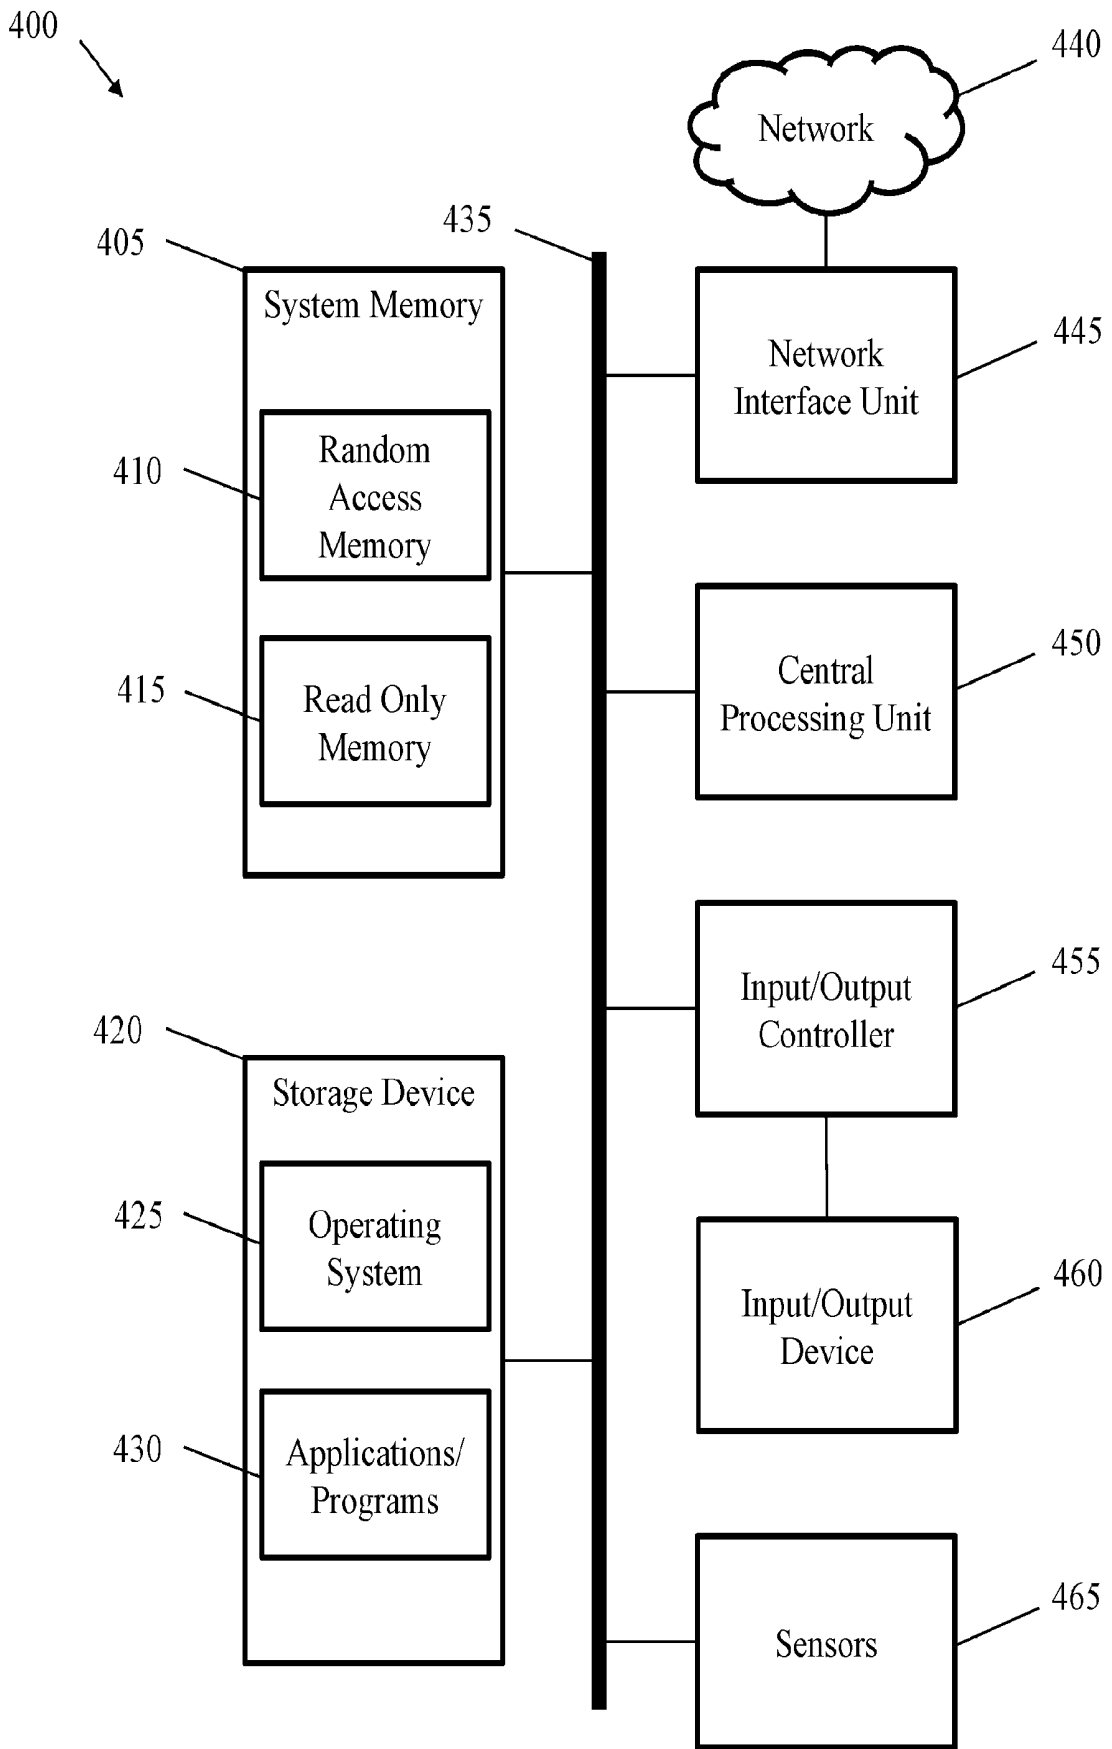 400
440
Network
435
405
System Memory
445
Network
Interface Unit
410
Random
Access
Memory
450
Central
Processing Unit
415
Read Only
Memory
455
Input/Output
Controller
420
Storage Device
425
Operating
System
460
Input/Output
Device
430
Applications/
Programs
465
Sensors